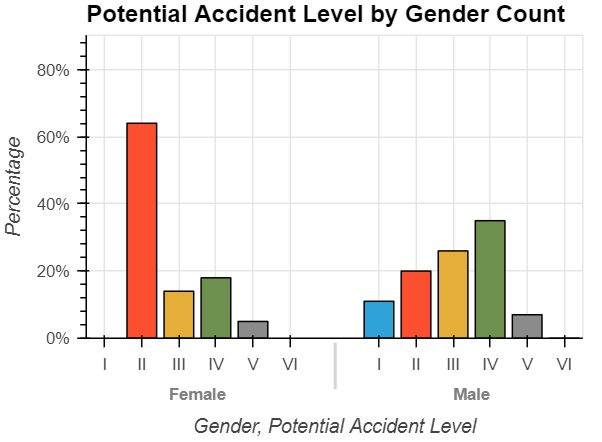 Potential Accident Level by Gender Count
Percentage
80%
60%
40%
20%
0%
I II III IV V VI I II III IV V VI
Female Male
Gender, Potential Accident Level